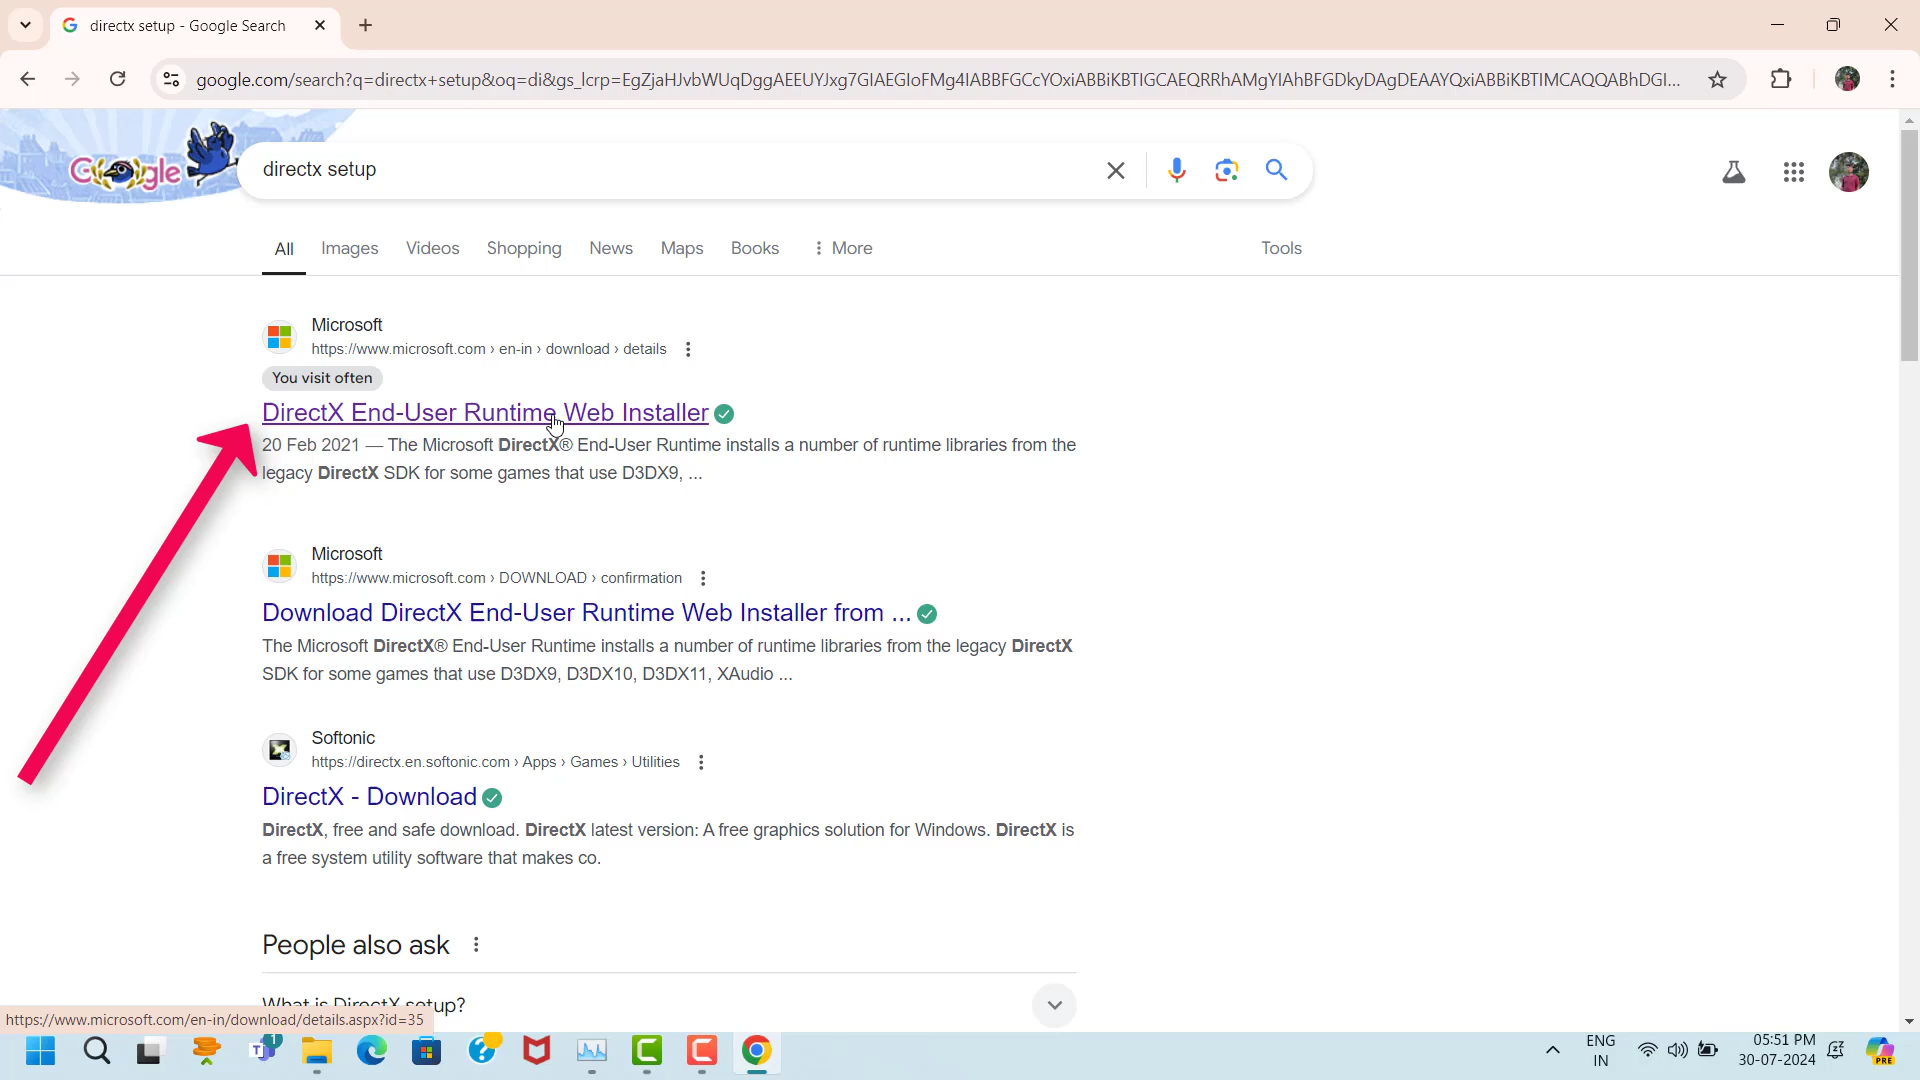 directx setup - Google Search
google.com/search?q=directx+setup&oq=di&gs_lcrp=EgZjaHJvbWUqDggAEEUYJxg7GIAEGIoFMg4IABBFGCcYOxiABBiKBTIGCAEQRRhAMgYIAhBFGDkyDAgDEAAYQxiABBiKBTIMCAQQABhDGI...
Google
directx setup
All Images Videos Shopping News Maps Books More Tools
Microsoft
https://www.microsoft.com › en-in › download › details
You visit often
DirectX End-User Runtime Web Installer
20 Feb 2021 — The Microsoft DirectX® End-User Runtime installs a number of runtime libraries from the
legacy DirectX SDK for some games that use D3DX9, ...
Microsoft
https://www.microsoft.com › DOWNLOAD › confirmation
Download DirectX End-User Runtime Web Installer from ...
The Microsoft DirectX® End-User Runtime installs a number of runtime libraries from the legacy DirectX
SDK for some games that use D3DX9, D3DX10, D3DX11, XAudio ...
Softonic
https://directx.en.softonic.com › Apps › Games › Utilities
DirectX - Download
DirectX, free and safe download. DirectX latest version: A free graphics solution for Windows. DirectX is
a free system utility software that makes co.
People also ask
What is DirectX setup?
https://www.microsoft.com/en-in/download/details.aspx?id=35
1
ENG
IN
05:51 PM
30-07-2024
PRE